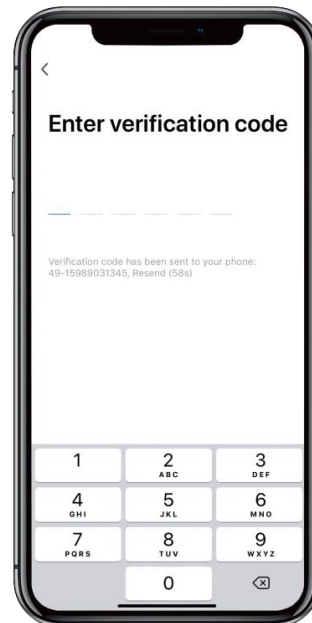 Enter verification code
Verification code has been sent to your phone:
49-15989031345, Resend (58s)
1
2
ABC
3
DEF
4
GHI
5
JKL
6
MNO
7
PQRS
8
TUV
9
WXYZ
0